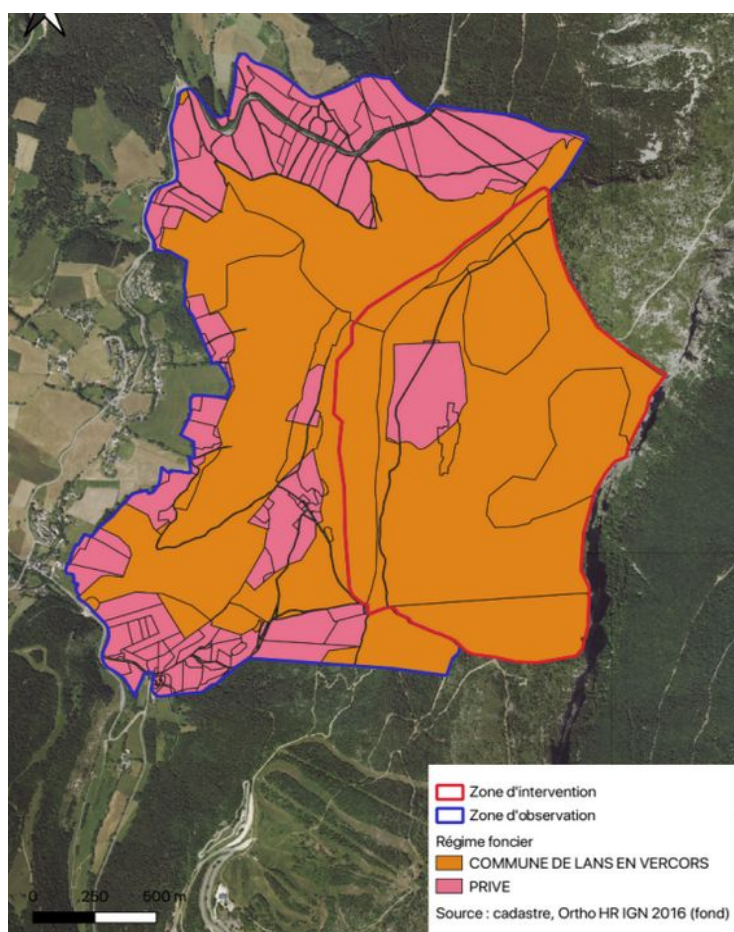 Zone d'intervention
Zone d'observation
Régime foncier
COMMUNE DE LANS EN VERCORS
PRIVE
Source : cadastre, Ortho HR IGN 2016 (fond)
0 250 500 m